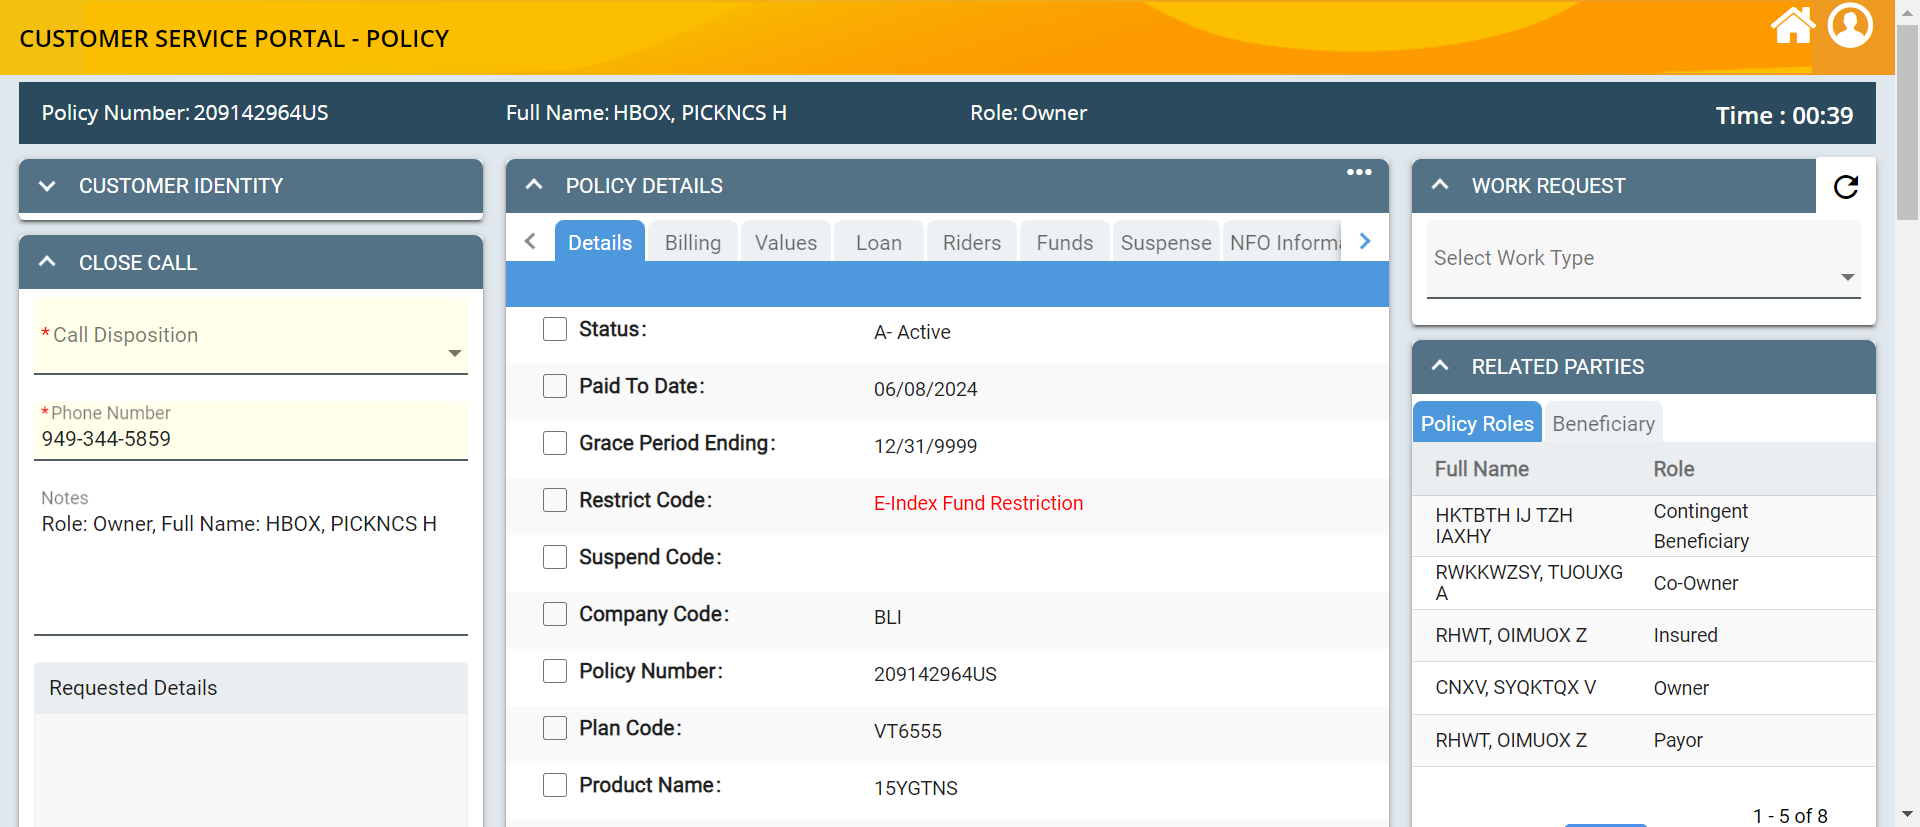 CUSTOMER SERVICE PORTAL - POLICY
Policy Number: 209142964US
Full Name: HBOX, PICKNCS H
Role: Owner
Time : 00:39
CUSTOMER IDENTITY
CLOSE CALL
* Call Disposition
* Phone Number
949-344-5859
Notes
Role: Owner, Full Name: HBOX, PICKNCS H
Requested Details
POLICY DETAILS
Details
Billing
Values
Loan
Riders
Funds
Suspense
NFO Inform
Status: A- Active
Paid To Date: 06/08/2024
Grace Period Ending: 12/31/9999
Restrict Code: E-Index Fund Restriction
Suspend Code:
Company Code: BLI
Policy Number: 209142964US
Plan Code: VT6555
Product Name: 15YGTNS
WORK REQUEST
Select Work Type
RELATED PARTIES
Policy Roles
Beneficiary
Full Name Role
HKTBTH IJ TZH
IAXHY
Contingent
Beneficiary
RWKKWZSY, TUOUXG
A
Co-Owner
RHWT, OIMUOX Z Insured
CNXV, SYQKTQX V Owner
RHWT, OIMUOX Z Payor
1 - 5 of 8